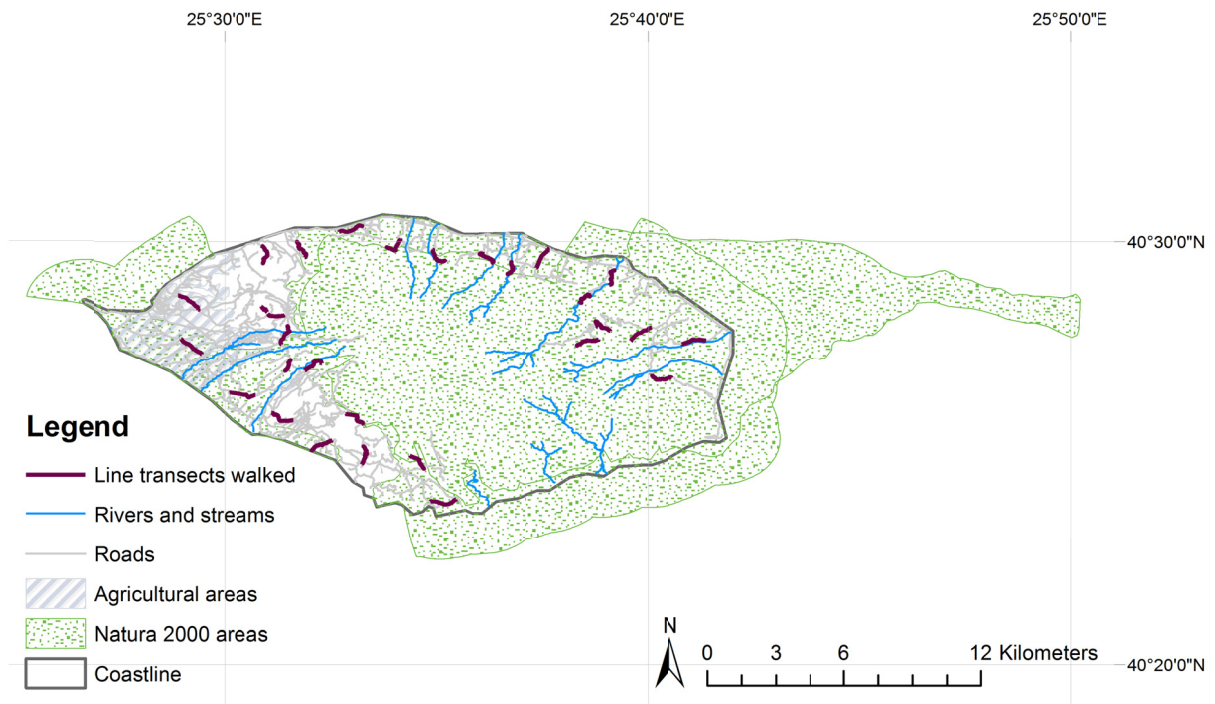 25°30'0"E 25°40'0"E 25°50'0"E
40°30'0"N
Legend
Line transects walked
Rivers and streams
Roads
Agricultural areas
Natura 2000 areas
Coastline
N
0 3 6 12 Kilometers
40°20'0"N